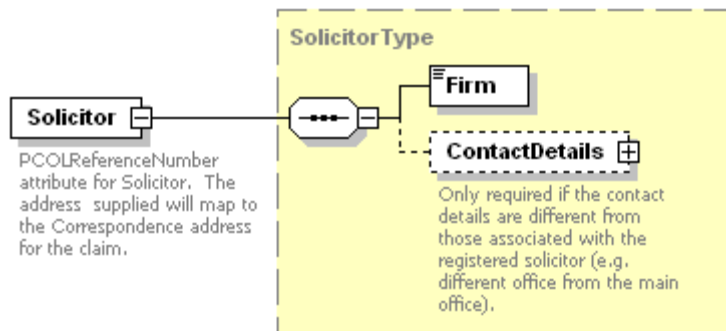 SolicitorType
Firm
Solicitor
ContactDetails
PCOLReferenceNumber
attribute for Solicitor.  The
address  supplied will map to
the Correspondence address
for the claim.
Only required if the contact
details are different from
those associated with the
registered solicitor (e.g.
different office from the main
office).